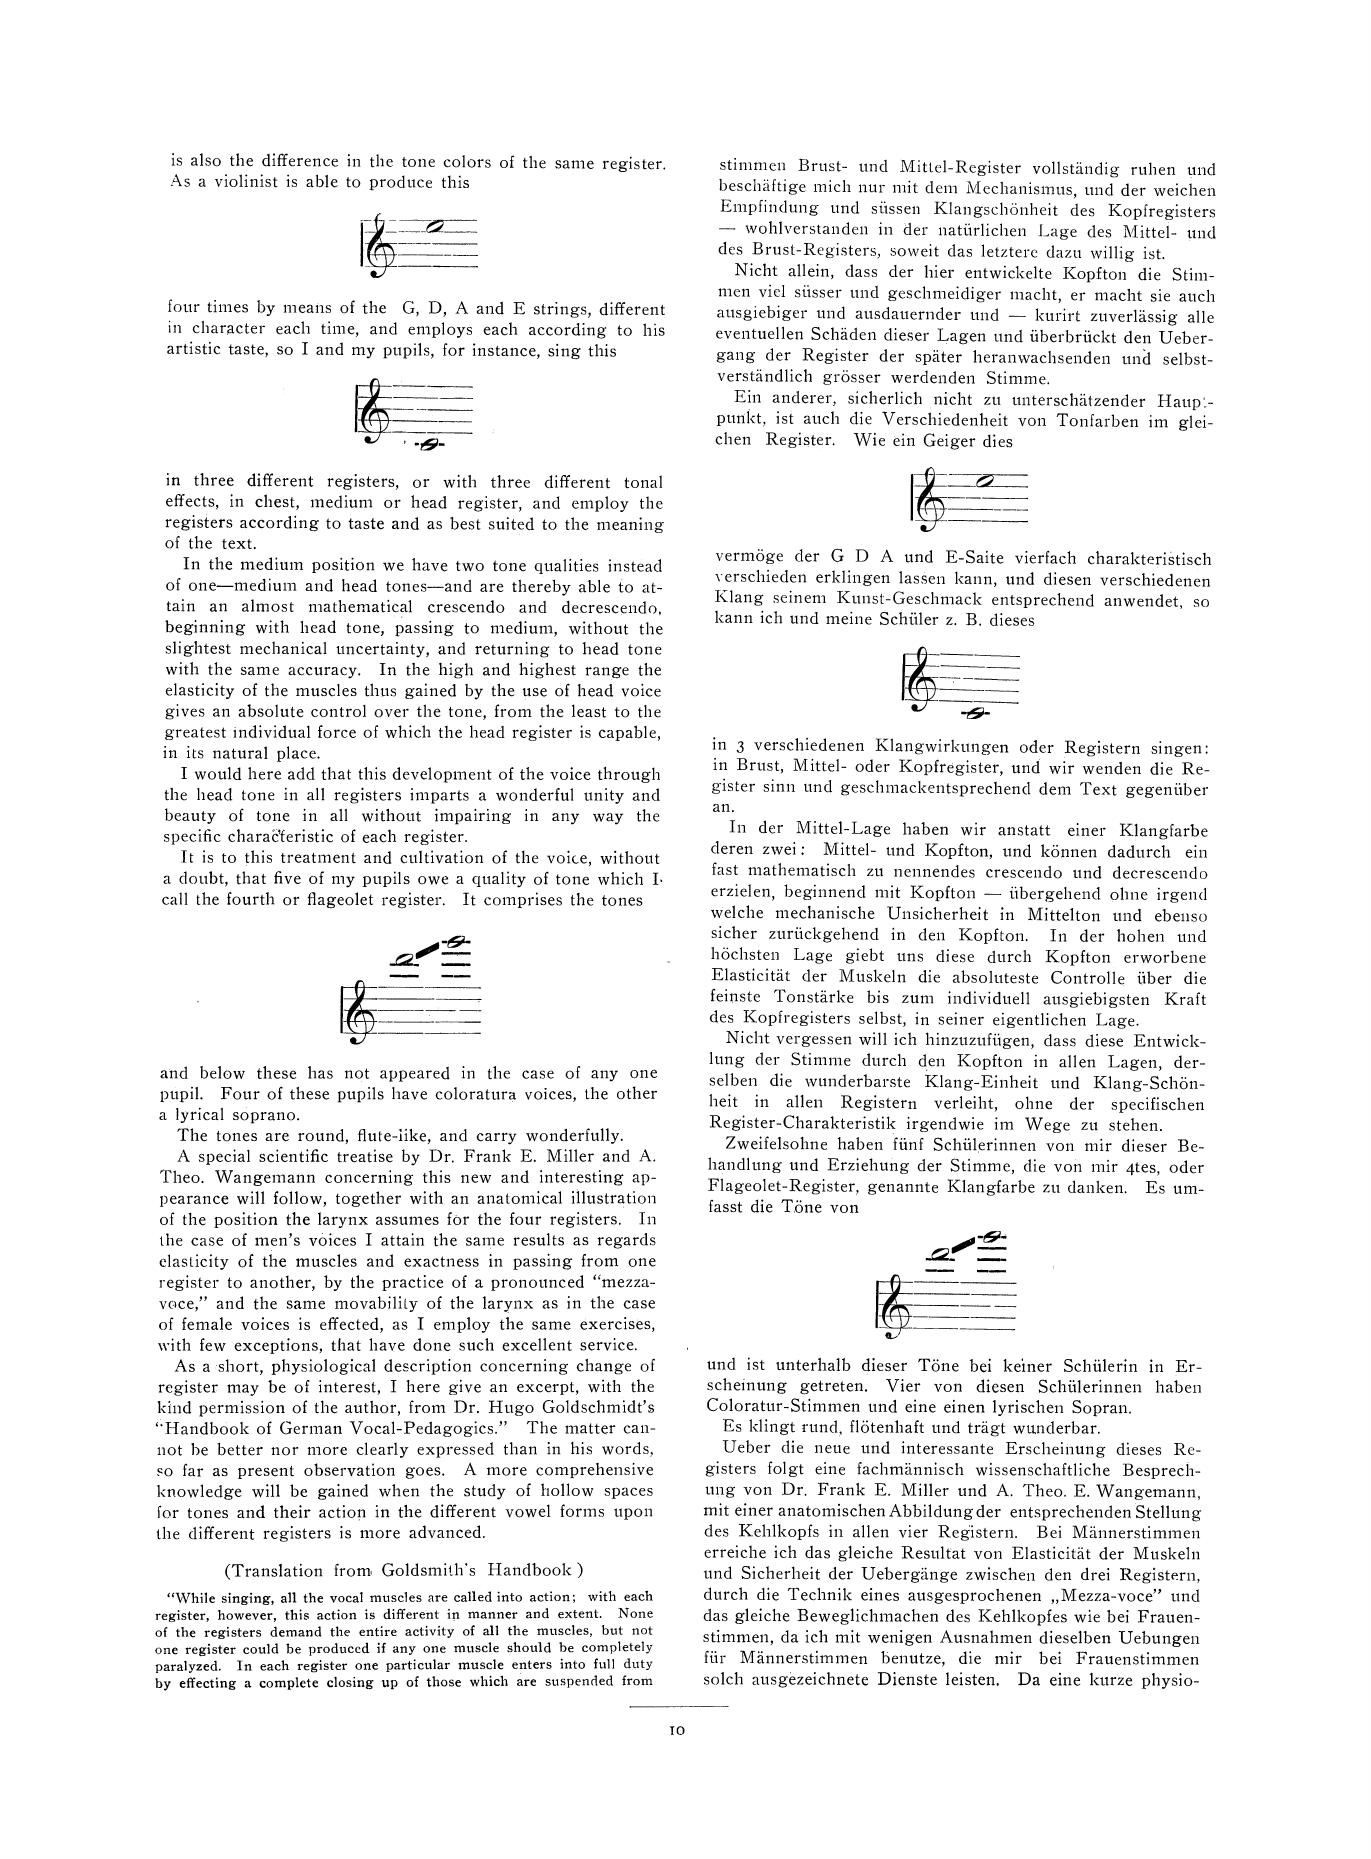 is also the difference in the tone colors of the same register.
As a violinist is able to produce this
four times by means of the G, D, A and E strings, different
in character each time, and employs each according to his
artistic taste, so I and my pupils, for instance, sing this
in three different registers, or with three different tonal
effects, in chest, medium or head register, and employ the
registers according to taste and as best suited to the meaning
of the text.
In the medium position we have two tone qualities instead
of one—medium and head tones—and are thereby able to at-
tain an almost mathematical crescendo and decrescendo,
beginning with head tone, passing to medium, without the
slightest mechanical uncertainty, and returning to head tone
with the same accuracy. In the high and highest range the
elasticity of the muscles thus gained by the use of head voice
gives an absolute control over the tone, from the least to the
greatest individual force of which the head register is capable,
in its natural place.
I would here add that this development of the voice through
the head tone in all registers imparts a wonderful unity and
beauty of tone in all without impairing in any way the
specific characteristic of each register.
It is to this treatment and cultivation of the voice, without
a doubt, that five of my pupils owe a quality of tone which I
call the fourth or flageolet register. It comprises the tones
and below these has not appeared in the case of any one
pupil. Four of these pupils have coloratura voices, the other
a lyrical soprano.
The tones are round, flute-like, and carry wonderfully.
A special scientific treatise by Dr. Frank E. Miller and A.
Theo. Wangemann concerning this new and interesting ap-
pearance will follow, together with an anatomical illustration
of the position the larynx assumes for the four registers. In
the case of men's voices I attain the same results as regards
elasticity of the muscles and exactness in passing from one
register to another, by the practice of a pronounced “mezza-
voce,” and the same movability of the larynx as in the case
of female voices is effected, as I employ the same exercises,
with few exceptions, that have done such excellent service.
As a short, physiological description concerning change of
register may be of interest, I here give an excerpt, with the
kind permission of the author, from Dr. Hugo Goldschmidt's
“Handbook of German Vocal-Pedagogics.” The matter can-
not be better nor more clearly expressed than in his words,
so far as present observation goes. A more comprehensive
knowledge will be gained when the study of hollow spaces
for tones and their action in the different vowel forms upon
the different registers is more advanced.
(Translation from Goldsmith's Handbook)
“While singing, all the vocal muscles are called into action; with each
register, however, this action is different in manner and extent. None
of the registers demand the entire activity of all the muscles, but not
one register could be produced if any one muscle should be completely
paralyzed. In each register one particular muscle enters into full duty
by effecting a complete closing up of those which are suspended from
stimmen Brust- und Mittel-Register vollständig ruhen und
beschäftige mich nur mit dem Mechanismus, und der weichen
Empfindung und süssen Klangschönheit des Kopfregisters
— wohlverstanden in der natürlichen Lage des Mittel- und
des Brust-Registers, soweit das letztere dazu willig ist.
Nicht allein, dass der hier entwickelte Kopfton die Stim-
men viel süsser und geschmeidiger macht, er macht sie auch
ausgiebiger und ausdauernder und — kurirt zuverlässig alle
eventuellen Schäden dieser Lagen und überbrückt den Ueber-
gang der Register der später heranwachsenden und selbst-
verständlich grösser werdenden Stimme.
Ein anderer, sicherlich nicht zu unterschätzender Haupt-
punkt, ist auch die Verschiedenheit von Tonfarben im glei-
chen Register. Wie ein Geiger dies
vermöge der G D A und E-Saite vierfach charakteristisch
verschieden erklingen lassen kann, und diesen verschiedenen
Klang seinem Kunst-Geschmack entsprechend anwendet, so
kann ich und meine Schüler z. B. dieses
in 3 verschiedenen Klangwirkungen oder Registern singen:
in Brust, Mittel- oder Kopfregister, und wir wenden die Re-
gister sinn und geschmackentsprechend dem Text gegenüber
an.
In der Mittel-Lage haben wir anstatt einer Klangfarbe
deren zwei: Mittel- und Kopfton, und können dadurch ein
fast mathematisch zu nennendes crescendo und decrescendo
erzielen, beginnend mit Kopfton — übergehend ohne irgend
welche mechanische Unsicherheit in Mittelton und ebenso
sicher zurückgehend in den Kopfton. In der hohen und
höchsten Lage giebt uns diese durch Kopfton erworbene
Elasticität der Muskeln die absoluteste Controlle über die
feinste Tonstärke bis zum individuell ausgiebigsten Kraft
des Kopfregisters selbst, in seiner eigentlichen Lage.
Nicht vergessen will ich hinzuzufügen, dass diese Entwick-
lung der Stimme durch den Kopfton in allen Lagen, der-
selben die wunderbarste Klang-Einheit und Klang-Schön-
heit in allen Registern verleiht, ohne der specifischen
Register-Charakteristik irgendwie im Wege zu stehen.
Zweifelsohne haben fünf Schülerinnen von mir dieser Be-
handlung und Erziehung der Stimme, die von mir 4tes, oder
Flageolet-Register, genannte Klangfarbe zu danken. Es um-
fasst die Töne von
und ist unterhalb dieser Töne bei keiner Schülerin in Er-
scheinung getreten. Vier von diesen Schülerinnen haben
Coloratur-Stimmen und eine einen lyrischen Sopran.
Es klingt rund, flötenhaft und trägt wunderbar.
Ueber die neue und interessante Erscheinung dieses Re-
gisters folgt eine fachmännisch wissenschaftliche Besprech-
ung von Dr. Frank E. Miller und A. Theo. E. Wangemann,
mit einer anatomischen Abbildung der entsprechenden Stellung
des Kehlkopfs in allen vier Registern. Bei Männerstimmen
erreiche ich das gleiche Resultat von Elasticität der Muskeln
und Sicherheit der Uebergänge zwischen den drei Registern,
durch die Technik eines ausgesprochenen „Mezza-voce” und
das gleiche Beweglichmachen des Kehlkopfes wie bei Frauen-
stimmen, da ich mit wenigen Ausnahmen dieselben Uebungen
für Männerstimmen benutze, die mir bei Frauenstimmen
solch ausgezeichnete Dienste leisten. Da eine kurze physio-
10